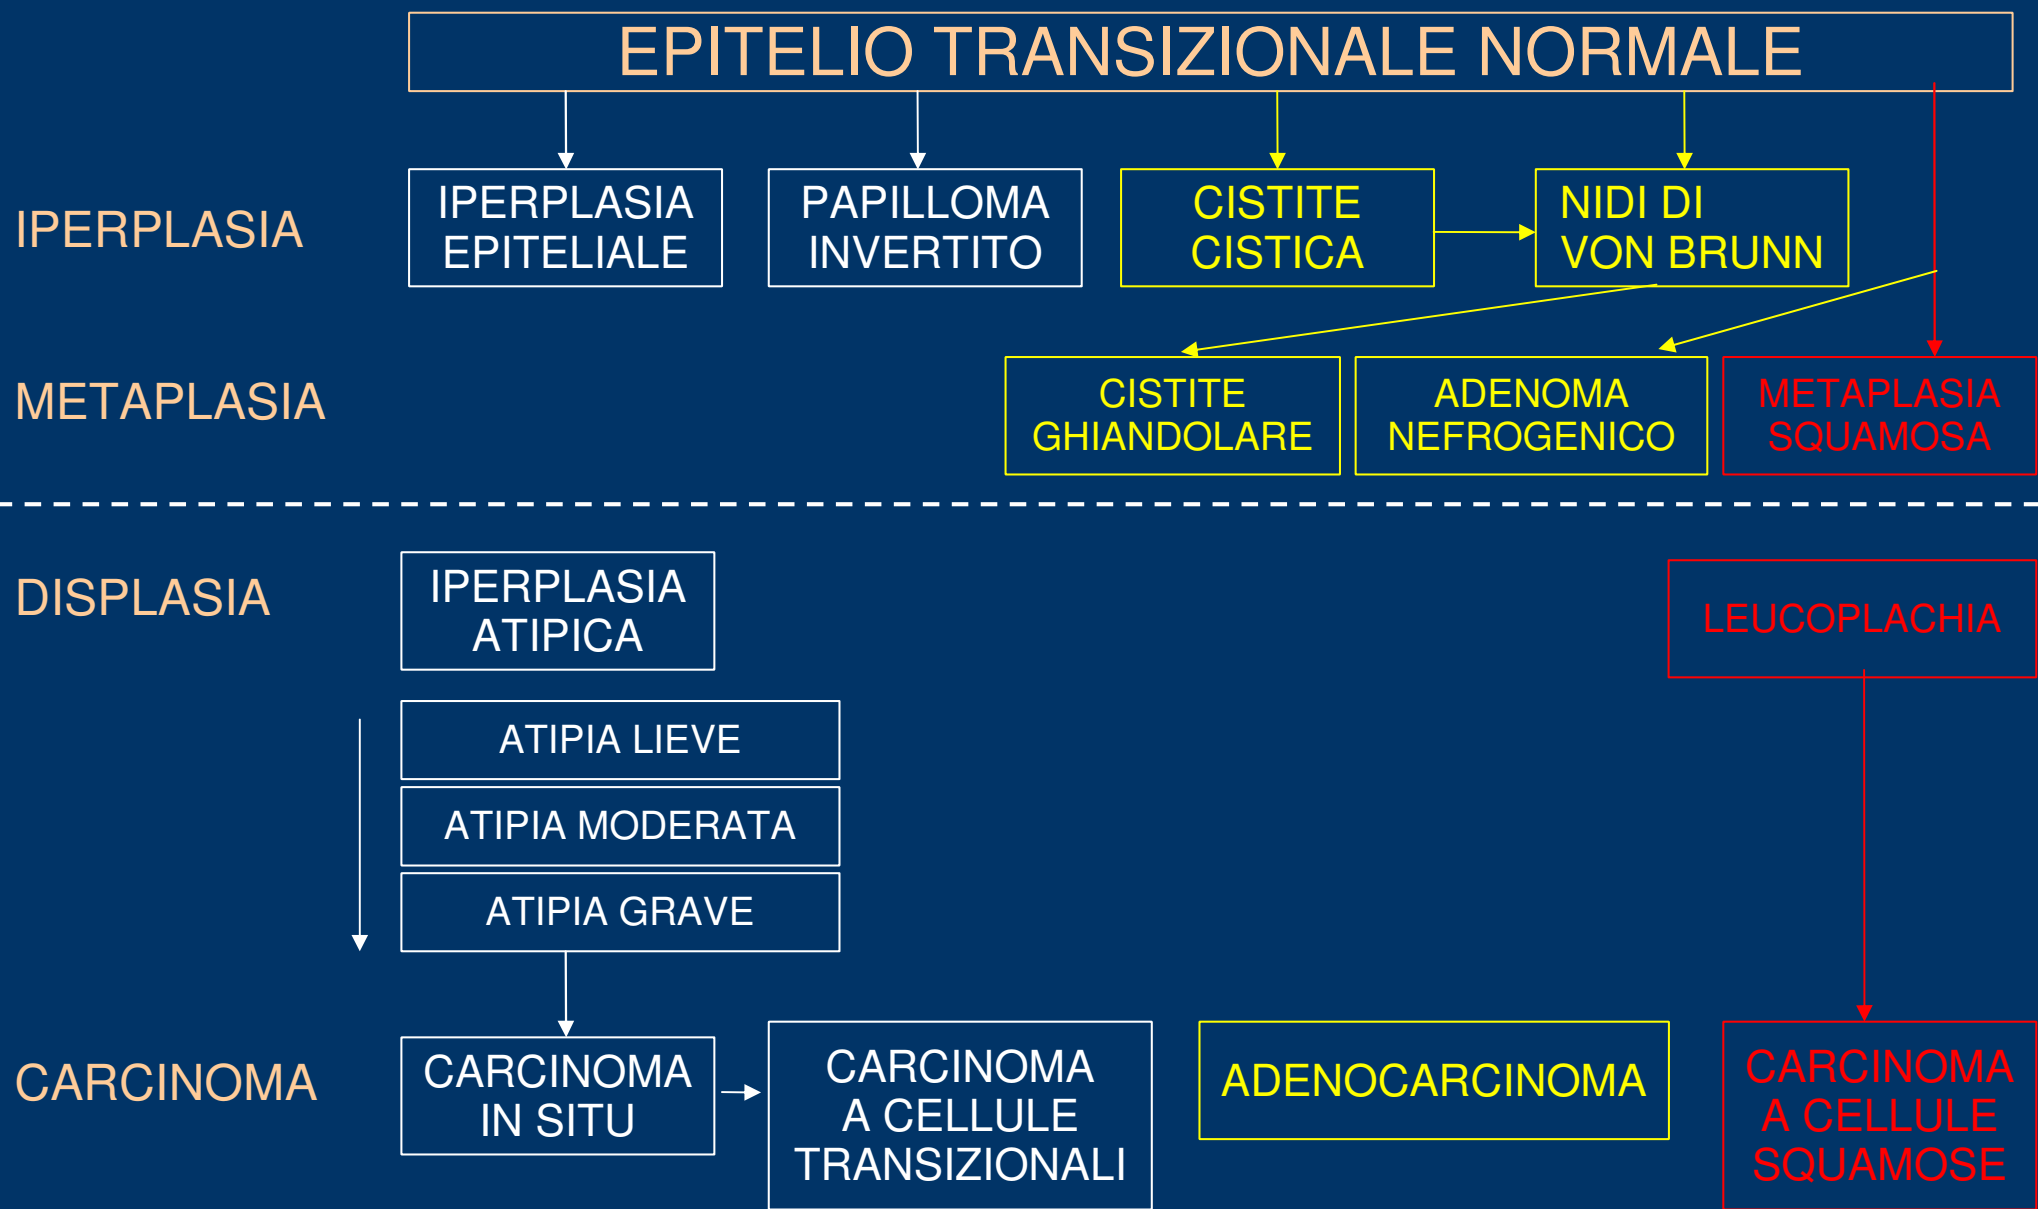 EPITELIO TRANSIZIONALE NORMALE
IPERPLASIA
IPERPLASIA
EPITELIALE
PAPILLOMA
INVERTITO
CISTITE
CISTICA
NIDI DI
VON BRUNN
METAPLASIA
CISTITE
GHIANDOLARE
ADENOMA
NEFROGENICO
METAPLASIA
SQUAMOSA
DISPLASIA
IPERPLASIA
ATIPICA
LEUCOPLACHIA
ATIPIA LIEVE
ATIPIA MODERATA
ATIPIA GRAVE
CARCINOMA
CARCINOMA
IN SITU
CARCINOMA
A CELLULE
TRANSIZIONALI
ADENOCARCINOMA
CARCINOMA
A CELLULE
SQUAMOSE